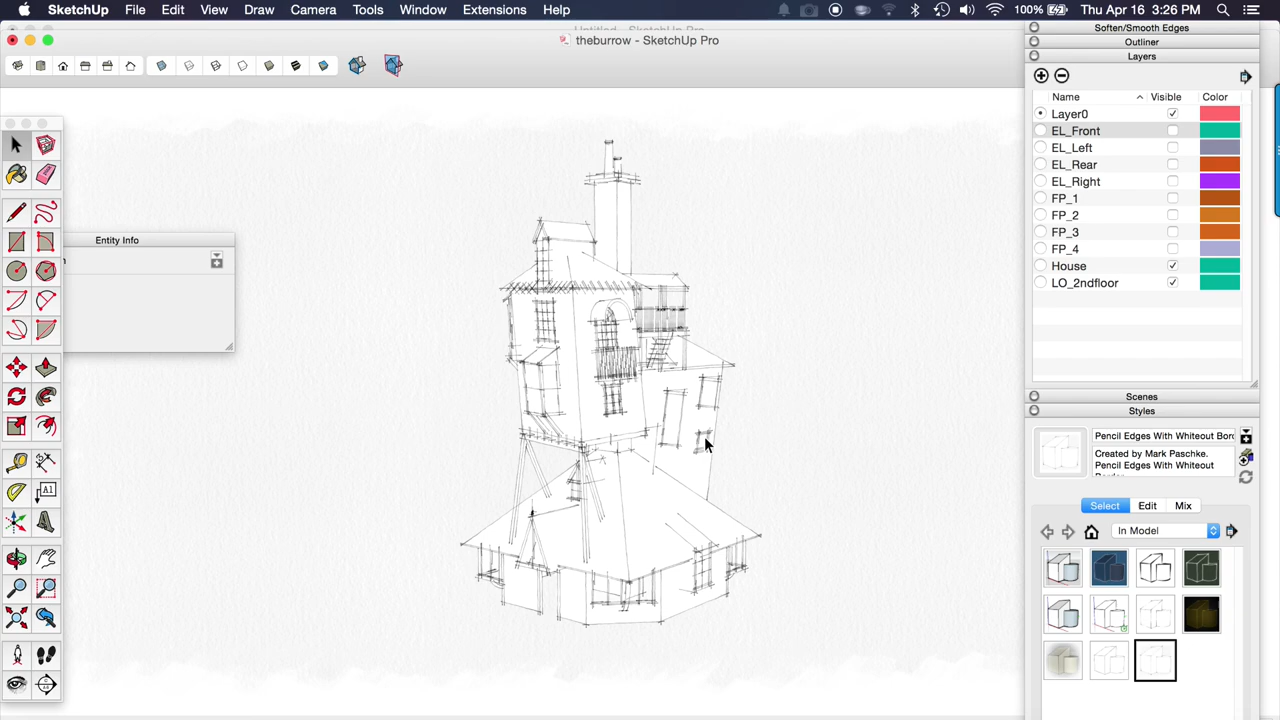 SketchUp File Edit View Draw Camera Tools Window Extensions Help 100% Thu Apr 16 3:26 PM
theburrow - SketchUp Pro
Soften/Smooth Edges
Outliner
Layers
Name Visible Color
Layer0
EL_Front
EL_Left
EL_Rear
EL_Right
FP_1
FP_2
FP_3
FP_4
House
LO_2ndfloor
Entity Info
A1
Scenes
Styles
Pencil Edges With Whiteout Bord
Created by Mark Paschke.
Pencil Edges With Whiteout
Select Edit Mix
In Model